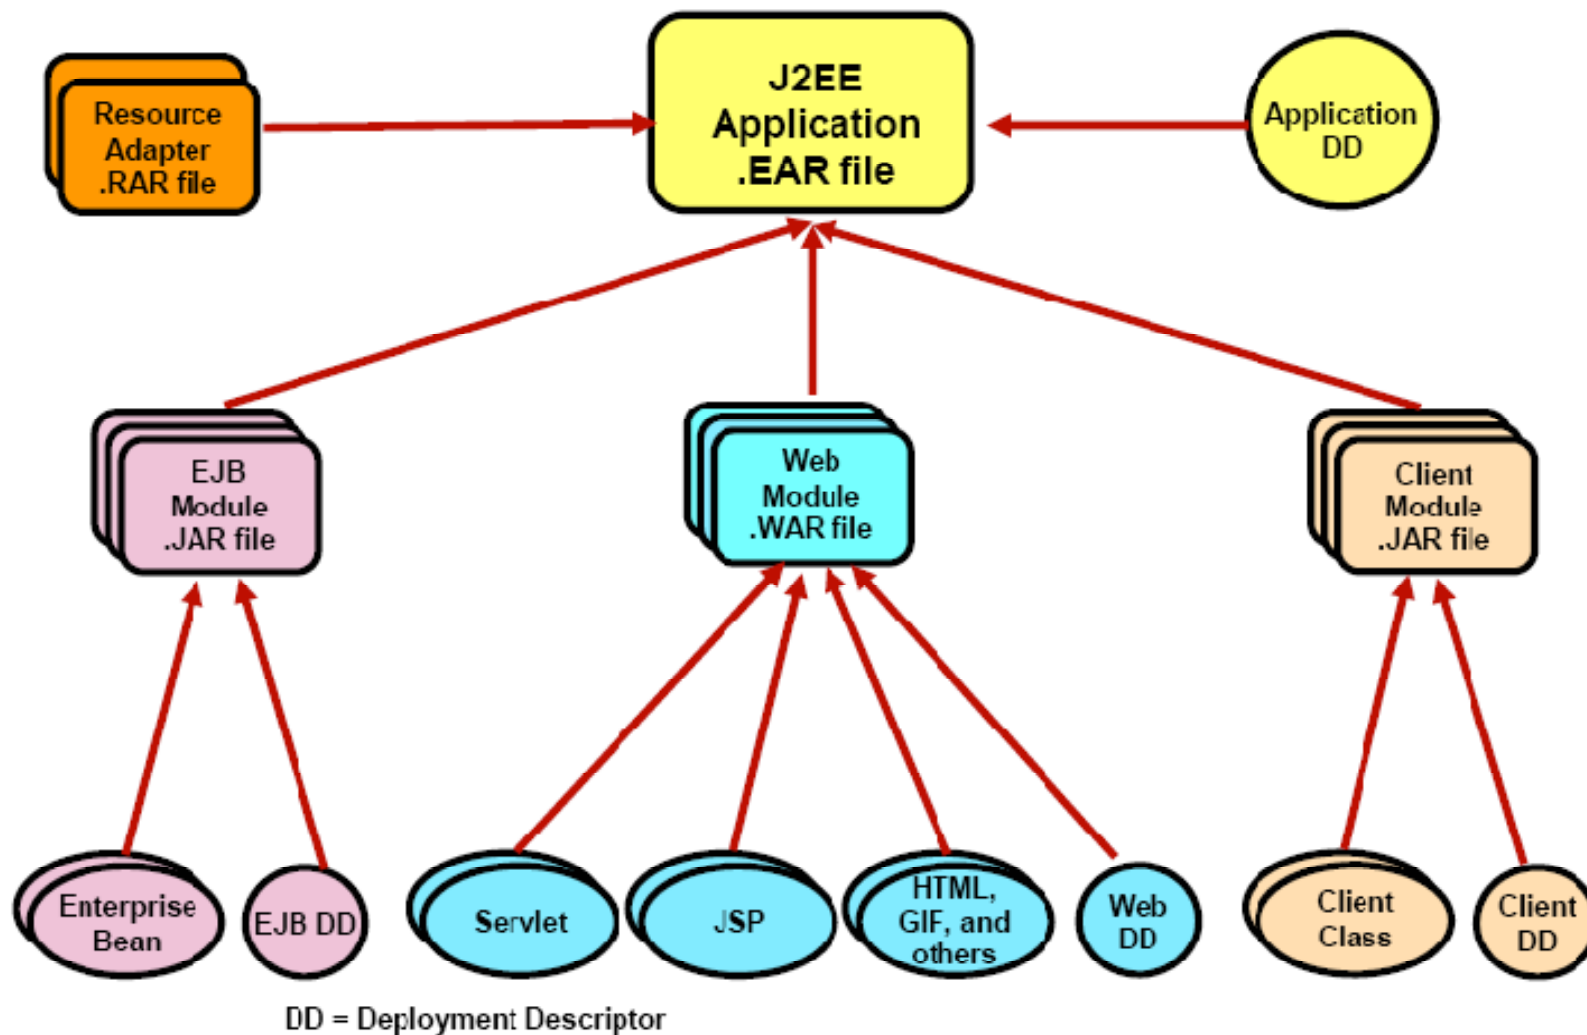 J2EE
Application
.EAR file
Resource
Adapter
.RAR file
Application
DD
EJB
Module
.JAR file
Web
Module
.WAR file
Client
Module
.JAR file
Enterprise
Bean
EJB DD
Servlet
JSP
HTML,
GIF, and
others
Web
DD
Client
Class
Client
DD
DD = Deployment Descriptor